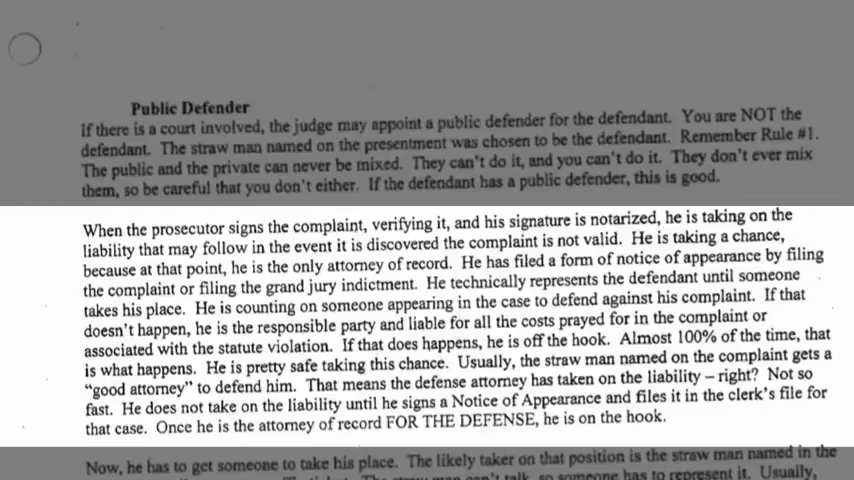 Public Defender
If there is a court involved, the judge may appoint a public defender for the defendant. You are NOT the
defendant. The straw man named on the presentment was chosen to be the defendant. Remember Rule #1.
The public and the private can never be mixed. They can't do it, and you can't do it. They don't ever mix
them, so be careful that you don't either. If the defendant has a public defender, this is good.
When the prosecutor signs the complaint, verifying it, and his signature is notarized, he is taking on the
liability that may follow in the event it is discovered the complaint is not valid. He is taking a chance,
because at that point, he is the only attorney of record. He has filed a form of notice of appearance by filing
the complaint or filing the grand jury indictment. He technically represents the defendant until someone
takes his place. He is counting on someone appearing in the case to defend against his complaint. If that
doesn't happen, he is the responsible party and liable for all the costs prayed for in the complaint or
associated with the statute violation. If that does happens, he is off the hook. Almost 100% of the time, that
is what happens. He is pretty safe taking this chance. Usually, the straw man named on the complaint gets a
"good attorney" to defend him. That means the defense attorney has taken on the liability – right? Not so
fast. He does not take on the liability until he signs a Notice of Appearance and files it in the clerk's file for
that case. Once he is the attorney of record FOR THE DEFENSE, he is on the hook.
Now, he has to get someone to take his place. The likely taker on that position is the straw man named in the
straw man can't talk, so someone has to represent it. Usually,